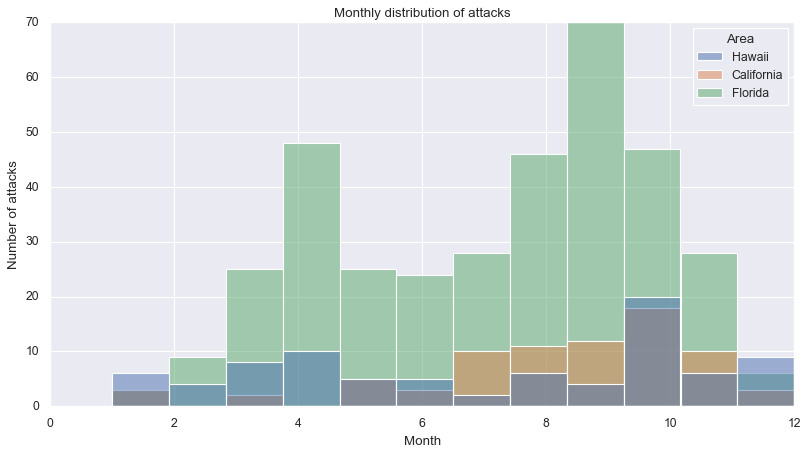 Monthly distribution of attacks
70
60
50
40
30
20
10
0
Number of attacks
Area
Hawaii
California
Florida
0 2 4 6 8 10 12
Month